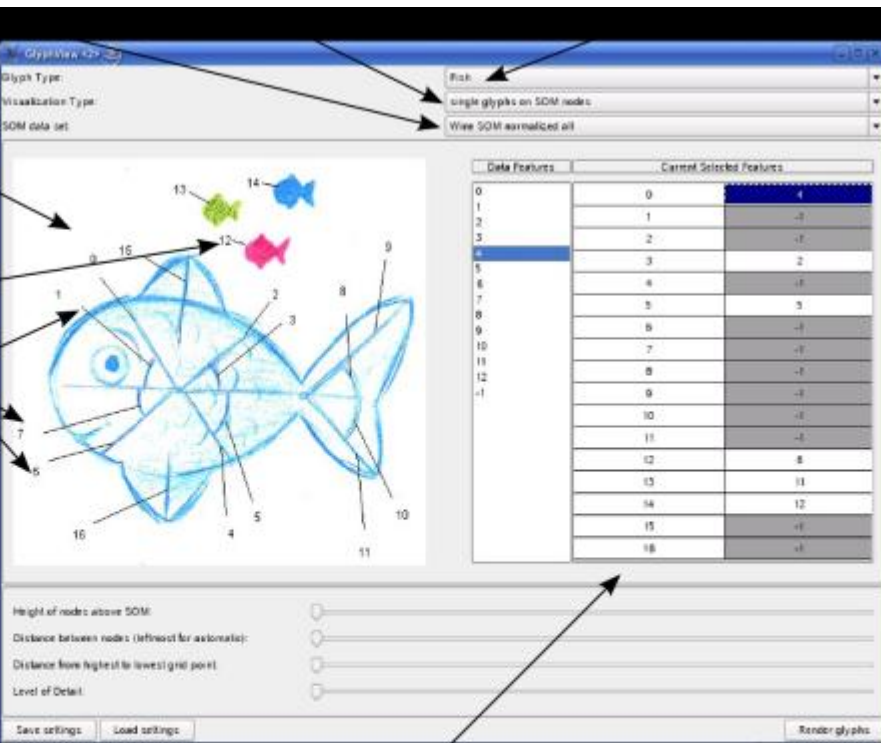 GlyphView <2>
Glyph Type: Fish
Visualization Type: single glyphs on SOM nodes
SOM data set: Wine SOM normalized all
Data Features Current Selected Features
0
1
2
3
4
5
6
7
8
9
10
11
12
-1
0 4
1 -1
2 -1
3 2
4 -1
5 5
6 -1
7 -1
8 -1
9 -1
10 -1
11 -1
12 8
13 11
14 12
15 -1
16 -1
13 14
12
0 15 9
1 2 8
3
7
6
16 4 5 10
11
Height of nodes above SOM:
Distance between nodes (leftmost for automatic):
Distance from highest to lowest grid point:
Level of Detail:
Save settings Load settings Render glyphs